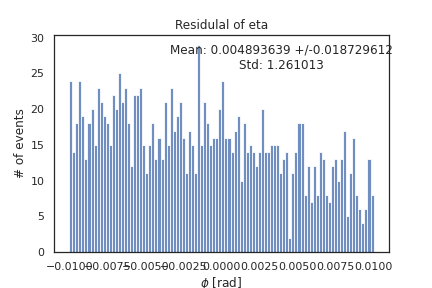 Residulal of eta
Mean: 0.004893639 +/-0.018729612
Std: 1.261013
# of events
30
25
20
15
10
5
0
−0.0100 −0.0075 −0.0050 −0.0025 0.0000 0.0025 0.0050 0.0075 0.0100
ϕ [rad]